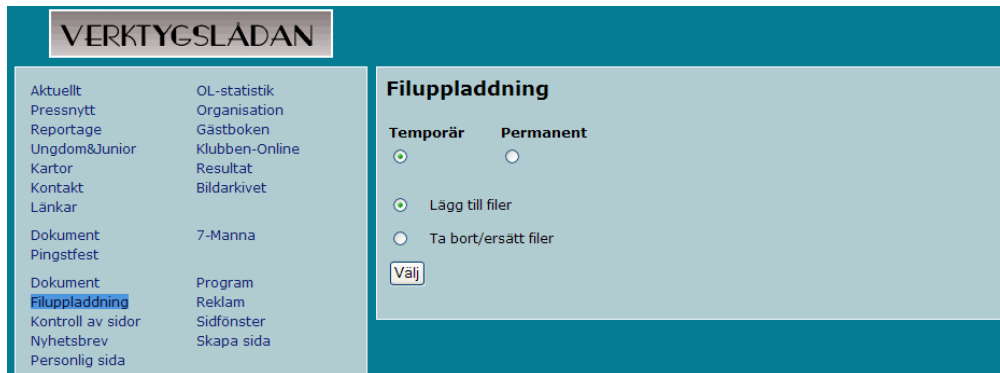 VERKTYGSLÅDAN
Aktuellt OL-statistik
Pressnytt Organisation
Reportage Gästboken
Ungdom&Junior Klubben-Online
Kartor Resultat
Kontakt Bildarkivet
Länkar
Dokument 7-Manna
Pingstfest
Dokument Program
Filuppladdning Reklam
Kontroll av sidor Sidfönster
Nyhetsbrev Skapa sida
Personlig sida
Filuppladdning
Temporär Permanent
Lägg till filer
Ta bort/ersätt filer
Välj